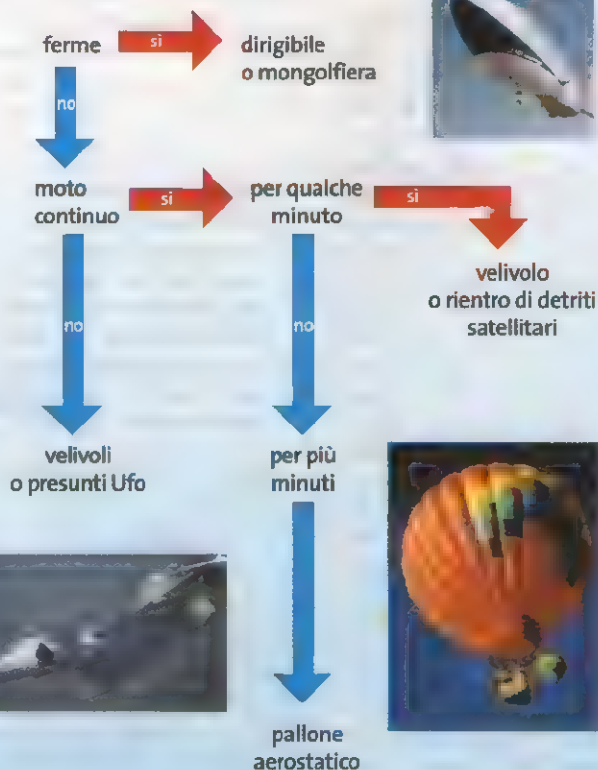 ferme
sì
dirigibile
o mongolfiera
no
moto
continuo
sì
per qualche
minuto
sì
velivolo
o rientro di detriti
satellitari
no
no
velivoli
o presunti Ufo
per più
minuti
pallone
aerostatico